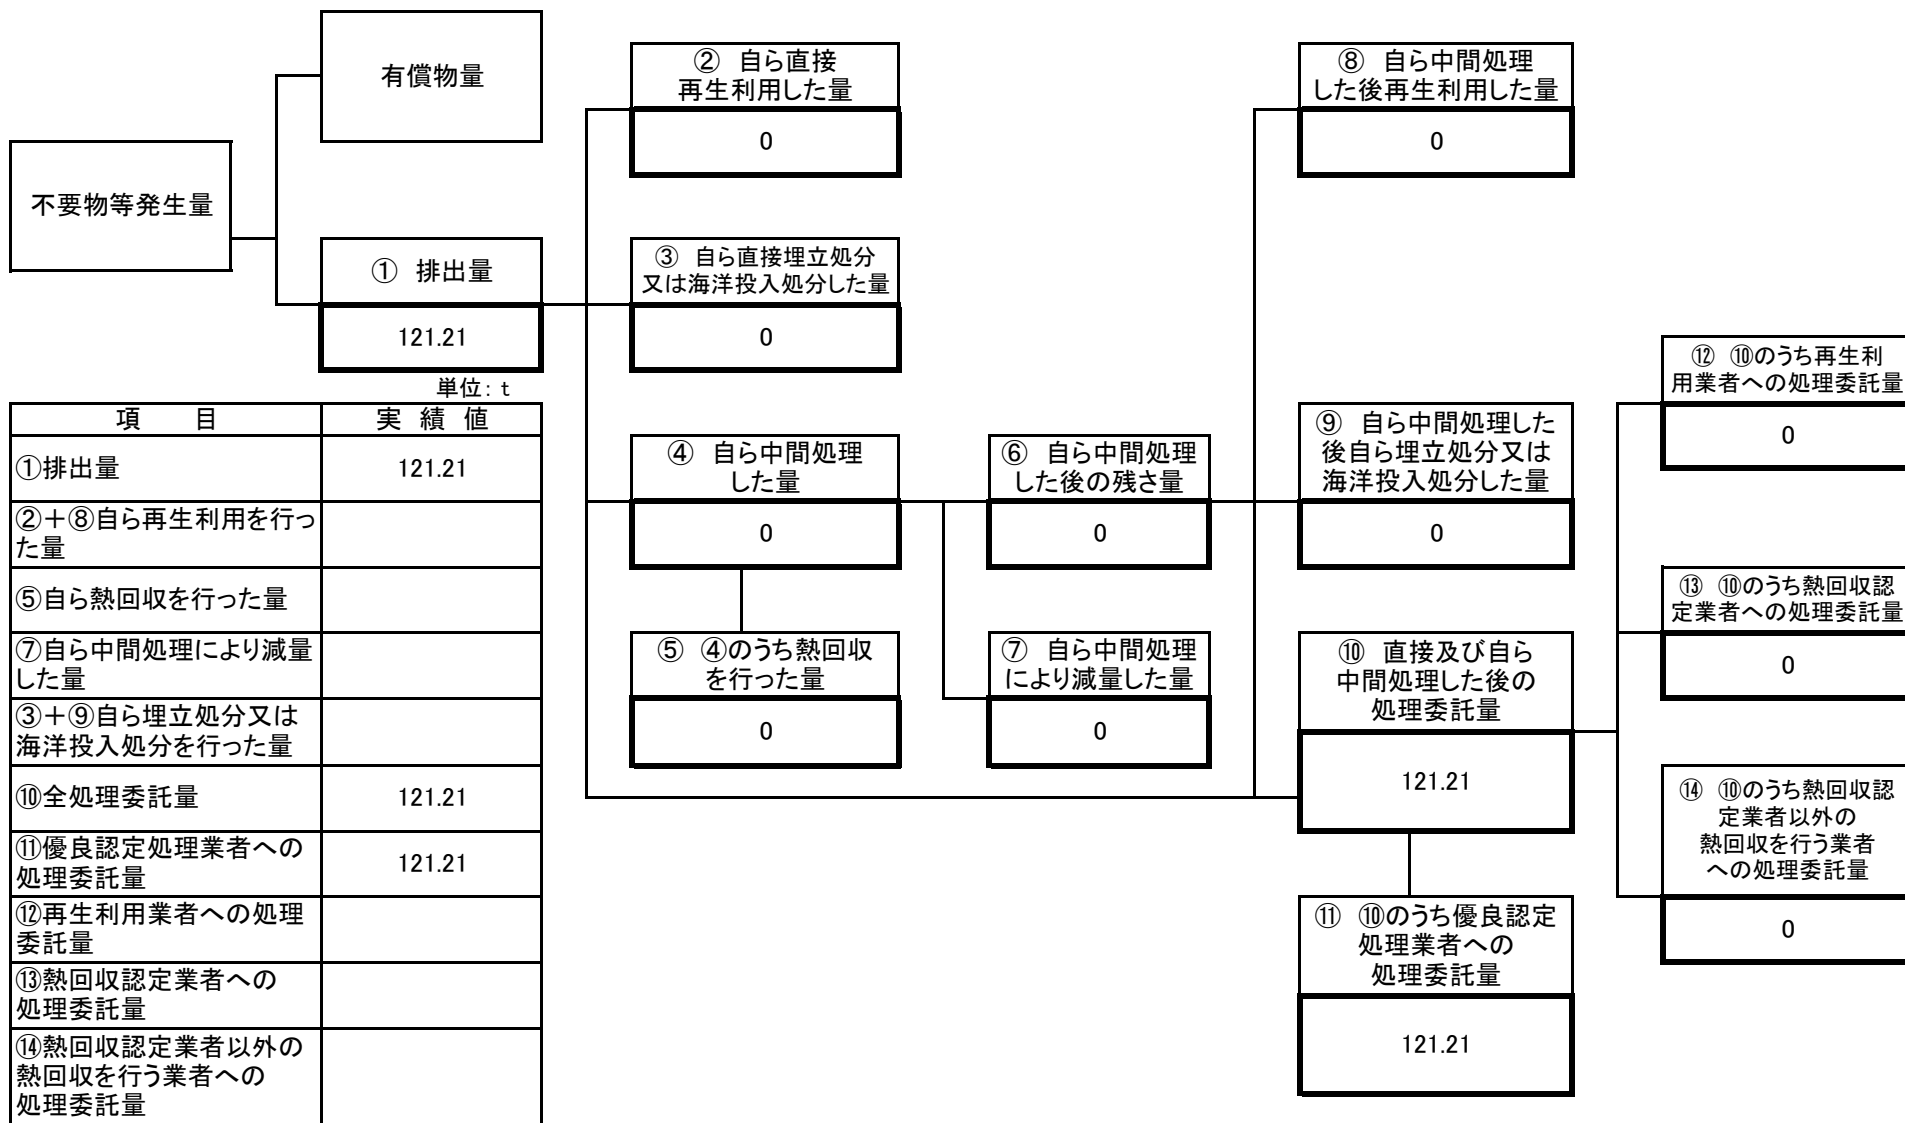 有償物量
不要物等発生量
① 排出量
121.21
② 自ら直接
再生利用した量
0
③ 自ら直接埋立処分
又は海洋投入処分した量
0
④ 自ら中間処理
した量
0
⑤ ④のうち熱回収
を行った量
0
⑥ 自ら中間処理
した後の残さ量
0
⑦ 自ら中間処理
により減量した量
0
⑧ 自ら中間処理
した後再生利用した量
0
⑨ 自ら中間処理した
後自ら埋立処分又は
海洋投入処分した量
0
⑩ 直接及び自ら
中間処理した後の
処理委託量
121.21
⑪ ⑩のうち優良認定
処理業者への
処理委託量
121.21
⑫ ⑩のうち再生利
用業者への処理委託量
0
⑬ ⑩のうち熱回収認
定業者への処理委託量
0
⑭ ⑩のうち熱回収認
定業者以外の
熱回収を行う業者
への処理委託量
0
単位:t
項 目 実 績 値
①排出量 121.21
②+⑧自ら再生利用を行っ
た量
⑤自ら熱回収を行った量
⑦自ら中間処理により減量
した量
③+⑨自ら埋立処分又は
海洋投入処分を行った量
⑩全処理委託量 121.21
⑪優良認定処理業者への
処理委託量 121.21
⑫再生利用業者への処理
委託量
⑬熱回収認定業者への
処理委託量
⑭熱回収認定業者以外の
熱回収を行う業者への
処理委託量